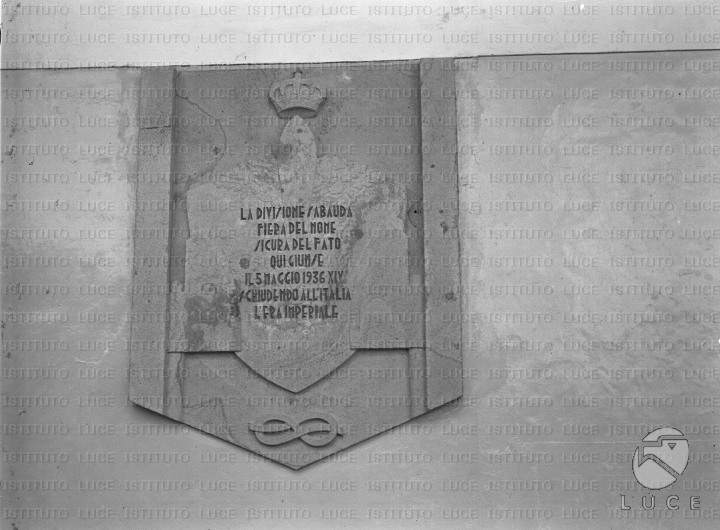 LA DIVISIONE SABAUDA
FIERA DEL NOME
SICURA DEL FATO
QUI GIUNSE
IL 5 MAGGIO 1936 XIV
SCHIUDENDO ALL'ITALIA
L'ERA IMPERIALE
ISTITUTO LUCE
LUCE